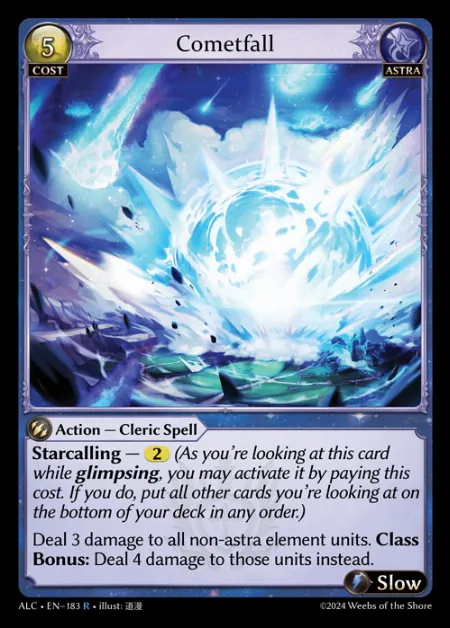 5
Cometfall
COST
ASTRA
Action — Cleric Spell
Starcalling — 2 (As you're looking at this card
while glimpsing, you may activate it by paying this
cost. If you do, put all other cards you're looking at on
the bottom of your deck in any order.)
Deal 3 damage to all non-astra element units. Class
Bonus: Deal 4 damage to those units instead.
Slow
ALC • EN-183 R • illust: 道漫
©2024 Weebs of the Shore